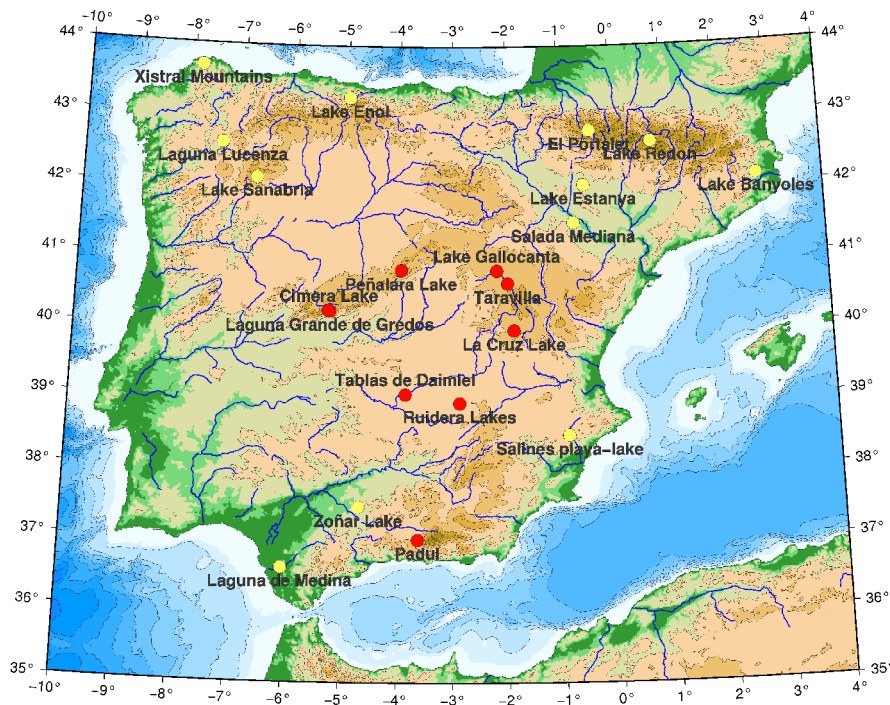 −10° −9° −8° −7° −6° −5° −4° −3° −2° −1° 0° 1° 2° 3° 4°
44° 44°
Xistral Mountains
43° 43°
Lake Enol
El Portalet
Laguna Lucenza
Lake Redon
42° 42°
Lake Sanabria
Lake Banyoles
Lake Estanya
Salada Mediana
41° 41°
Lake Gallocanta
Peñalara Lake
Cimera Lake
Taravilla
40° 40°
Laguna Grande de Gredos
La Cruz Lake
39° 39°
Tablas de Daimiel
Ruidera Lakes
38° 38°
Salines playa−lake
37° 37°
Zoñar Lake
Padul
Laguna de Medina
36° 36°
35° 35°
−10° −9° −8° −7° −6° −5° −4° −3° −2° −1° 0° 1° 2° 3° 4°